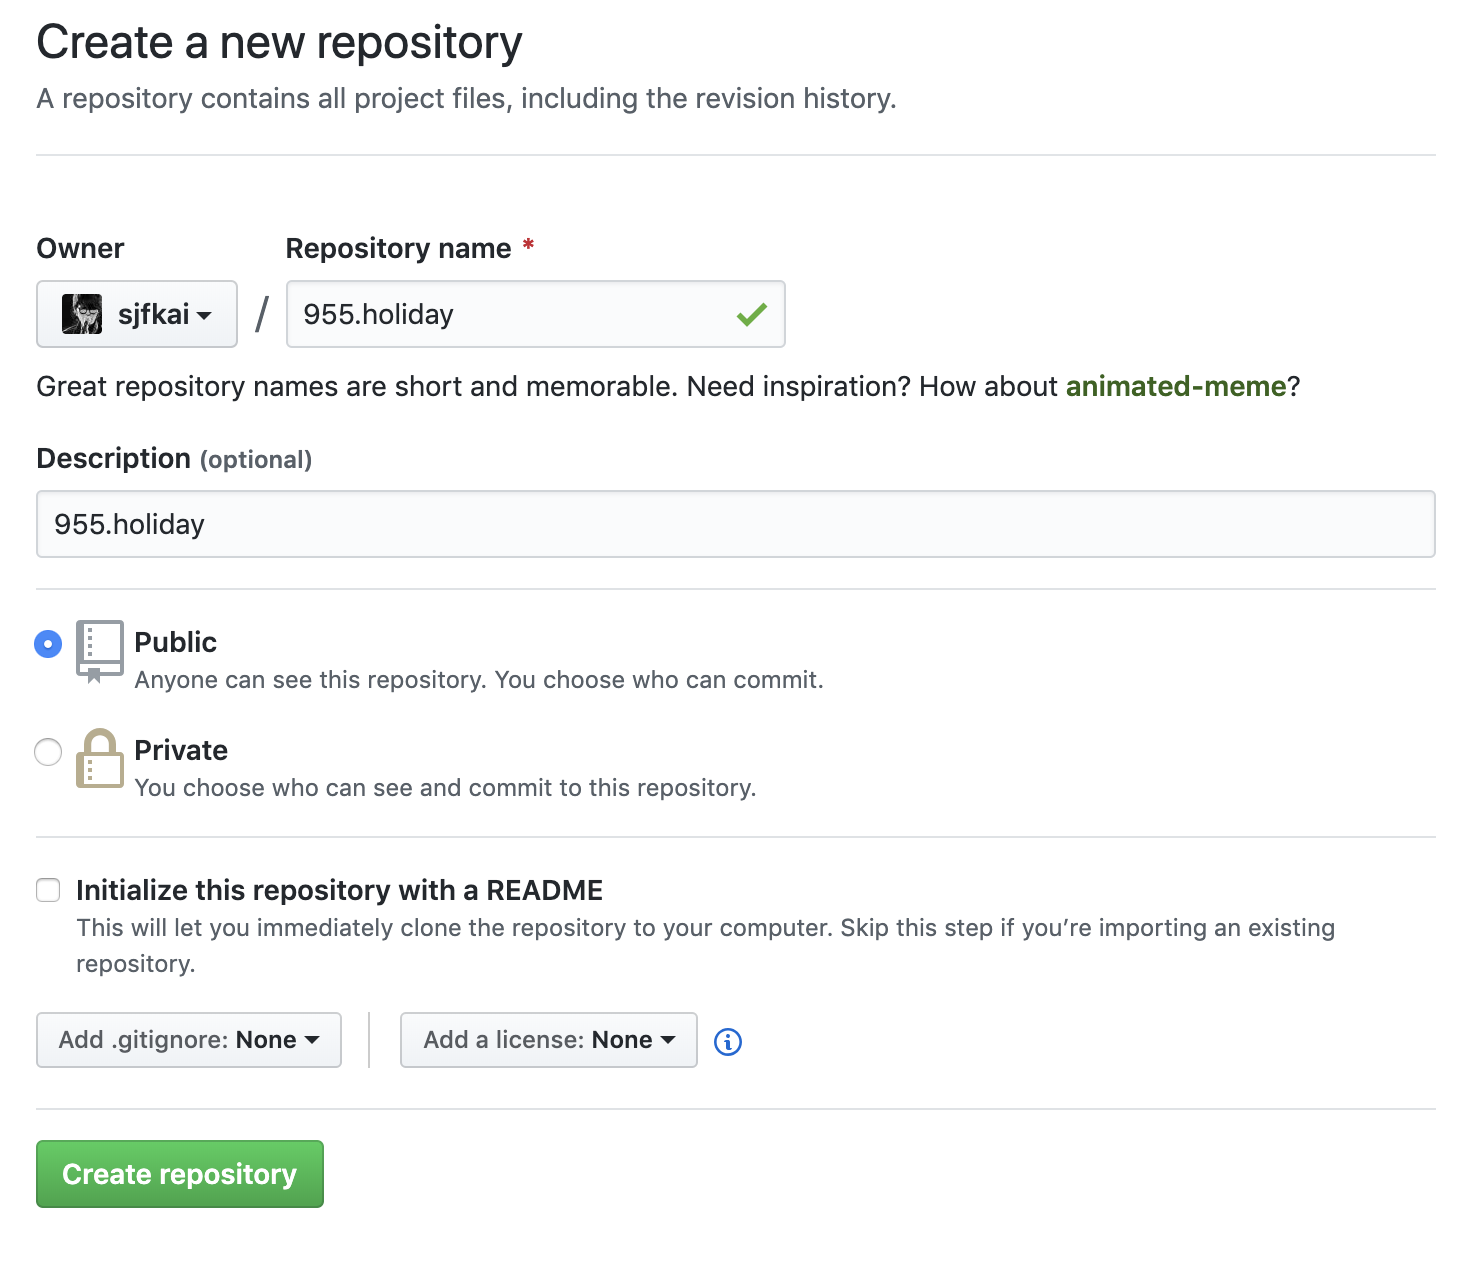 Create a new repository
A repository contains all project files, including the revision history.
Owner
Repository name *
sjfkai
/
955.holiday
Great repository names are short and memorable. Need inspiration? How about animated-meme?
Description (optional)
955.holiday
Public
Anyone can see this repository. You choose who can commit.
Private
You choose who can see and commit to this repository.
Initialize this repository with a README
This will let you immediately clone the repository to your computer. Skip this step if you’re importing an existing
repository.
Add .gitignore: None
Add a license: None
Create repository